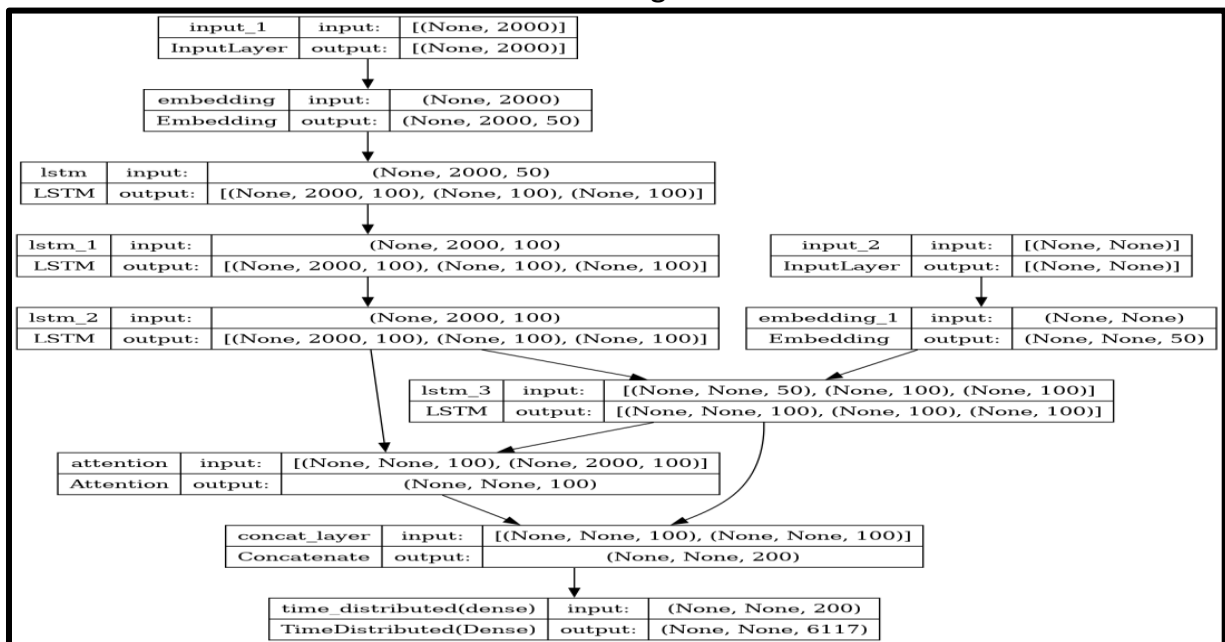 input_1 input: [(None, 2000)]
InputLayer output: [(None, 2000)]
embedding input: (None, 2000)
Embedding output: (None, 2000, 50)
lstm input: (None, 2000, 50)
LSTM output: [(None, 2000, 100), (None, 100), (None, 100)]
lstm_1 input: (None, 2000, 100)
LSTM output: [(None, 2000, 100), (None, 100), (None, 100)]
input_2 input: [(None, None)]
InputLayer output: [(None, None)]
lstm_2 input: (None, 2000, 100)
LSTM output: [(None, 2000, 100), (None, 100), (None, 100)]
embedding_1 input: (None, None)
Embedding output: (None, None, 50)
lstm_3 input: [(None, None, 50), (None, 100), (None, 100)]
LSTM output: [(None, None, 100), (None, 100), (None, 100)]
attention input: [(None, None, 100), (None, 2000, 100)]
Attention output: (None, None, 100)
concat_layer input: [(None, None, 100), (None, None, 100)]
Concatenate output: (None, None, 200)
time_distributed(dense) input: (None, None, 200)
TimeDistributed(Dense) output: (None, None, 6117)